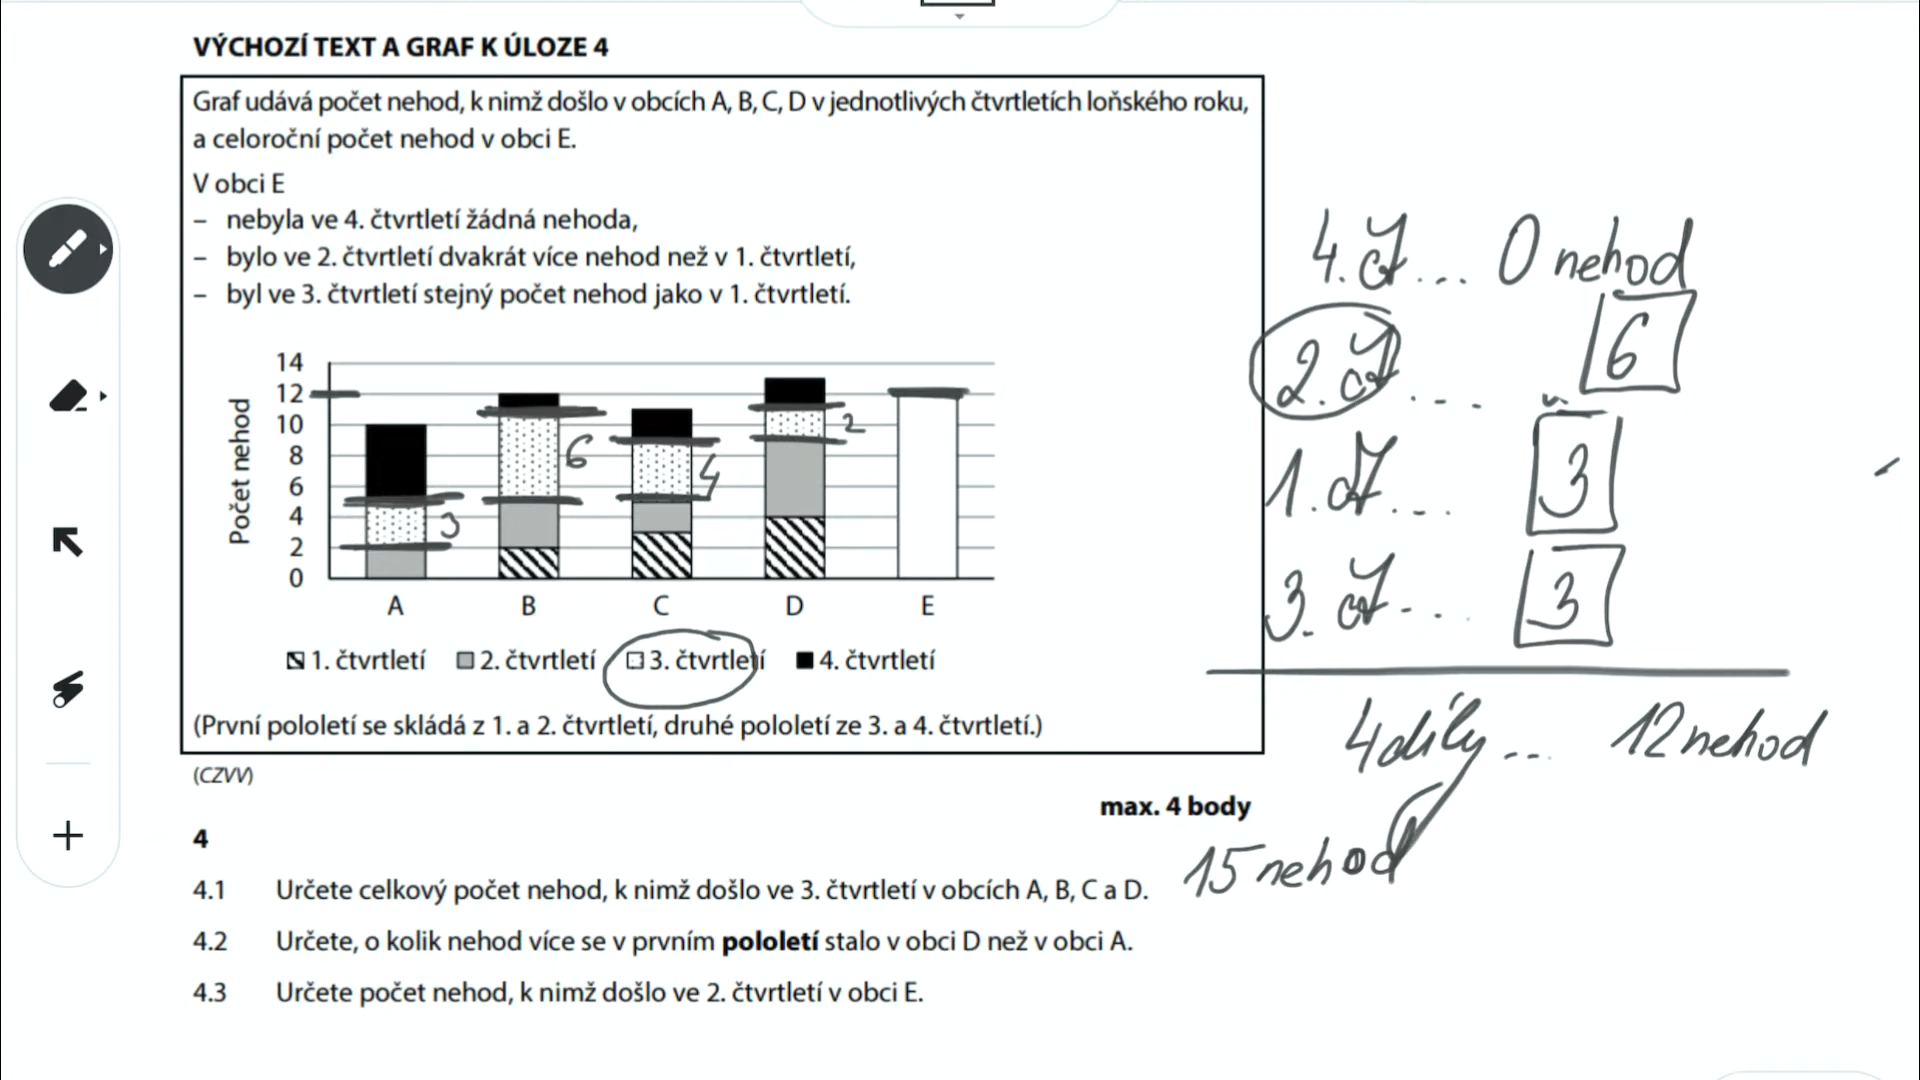 VÝCHOZÍ TEXT A GRAF K ÚLOZE 4
Graf udává počet nehod, k nimž došlo v obcích A, B, C, D v jednotlivých čtvrtletích loňského roku,
a celoroční počet nehod v obci E.
V obci E
– nebyla ve 4. čtvrtletí žádná nehoda,
– bylo ve 2. čtvrtletí dvakrát více nehod než v 1. čtvrtletí,
– byl ve 3. čtvrtletí stejný počet nehod jako v 1. čtvrtletí.
Počet nehod
14
12
10
8
6
4
2
0
3
6
4
2
A B C D E
1. čtvrtletí 2. čtvrtletí 3. čtvrtletí 4. čtvrtletí
(První pololetí se skládá z 1. a 2. čtvrtletí, druhé pololetí ze 3. a 4. čtvrtletí.)
(CZVV)
4. čt... 0 nehod
2. čt.... 6
1. čt... 3
3. čt... 3
4 díly... 12 nehod
max. 4 body
4
4.1 Určete celkový počet nehod, k nimž došlo ve 3. čtvrtletí v obcích A, B, C a D. 15 nehod
4.2 Určete, o kolik nehod více se v prvním pololetí stalo v obci D než v obci A.
4.3 Určete počet nehod, k nimž došlo ve 2. čtvrtletí v obci E.